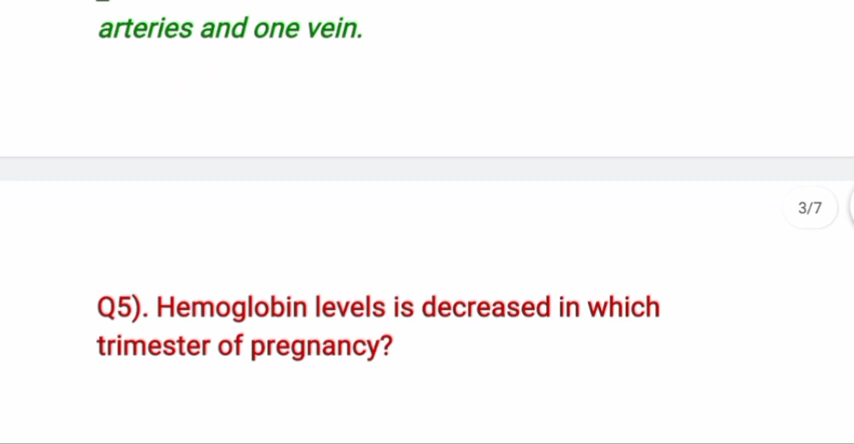 arteries and one vein.
3/7
Q5). Hemoglobin levels is decreased in which
trimester of pregnancy?